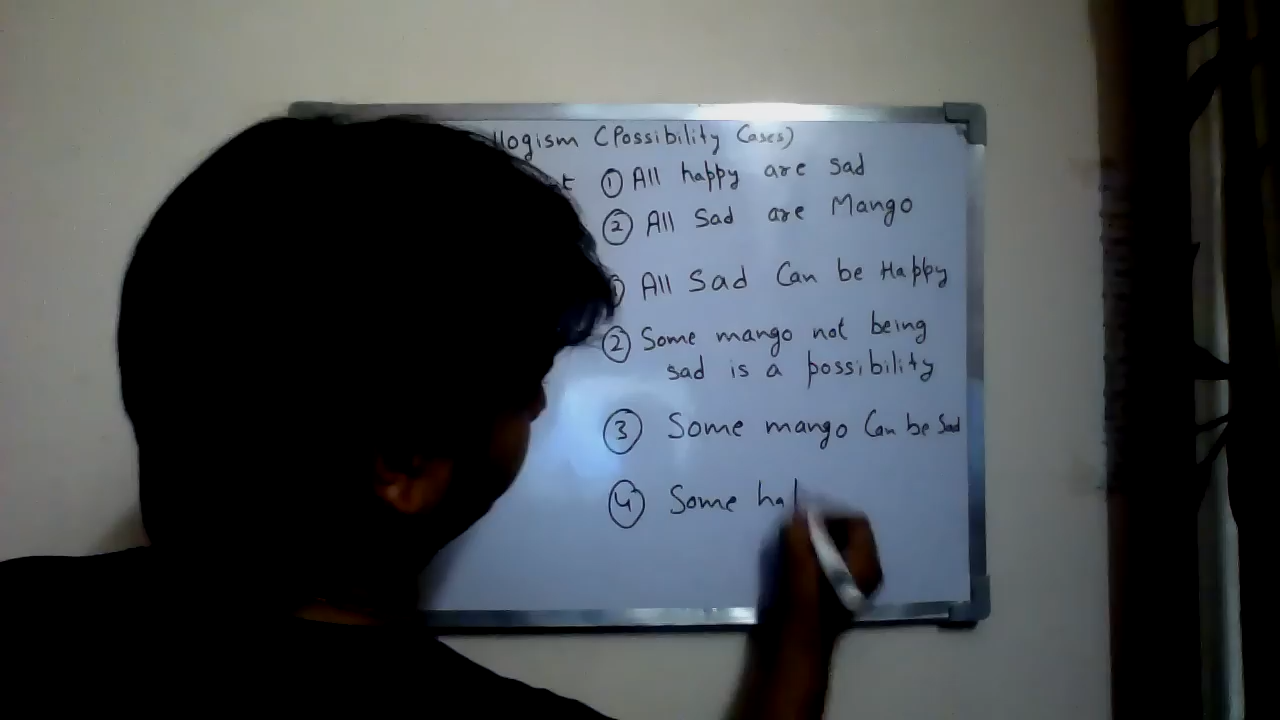 llogism (Possibility Cases)
t ① All happy are sad
② All Sad are Mango
All Sad Can be Happy
② Some mango not being
sad is a possibility
③ Some mango Can be Sad
④ Some ha